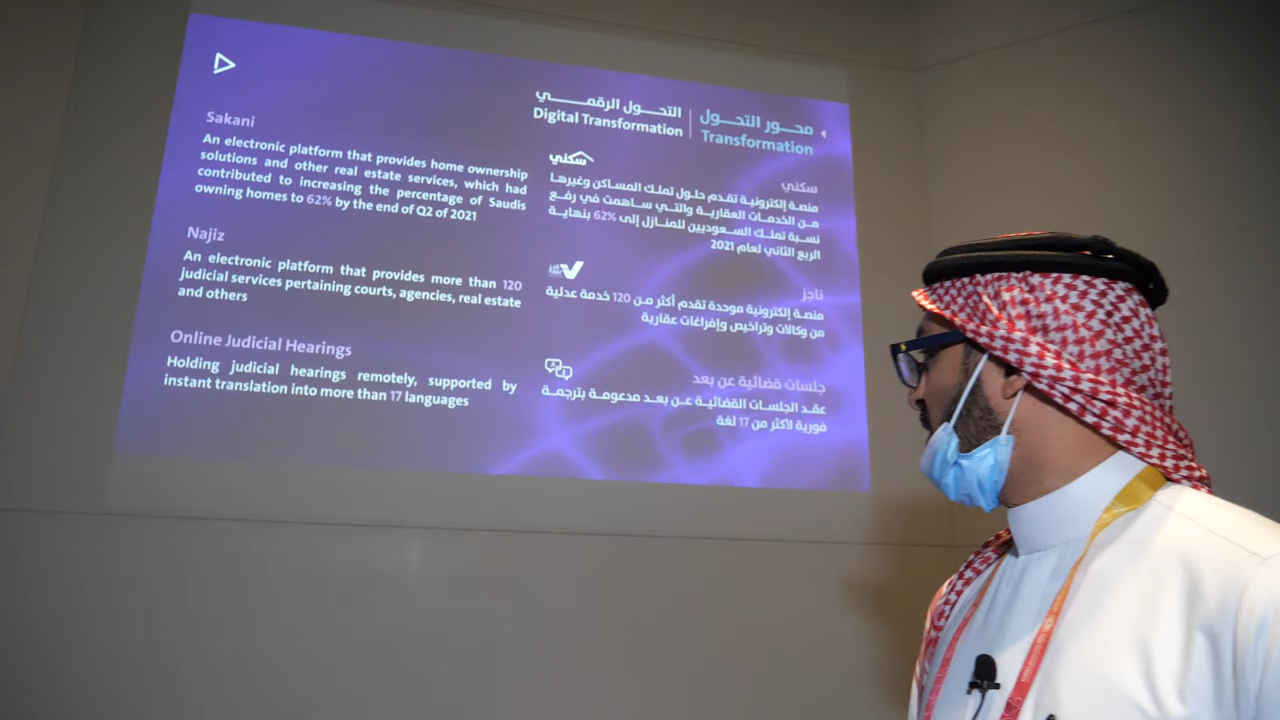 محور التحول
Transformation
التحول الرقمي
Digital Transformation
Sakani
An electronic platform that provides home ownership
solutions and other real estate services, which had
contributed to increasing the percentage of Saudis
owning homes to 62% by the end of Q2 of 2021
Najiz
An electronic platform that provides more than 120
judicial services pertaining courts, agencies, real estate
and others
Online Judicial Hearings
Holding judicial hearings remotely, supported by
instant translation into more than 17 languages
سكني
سكني
منصة إلكترونية تقدم حلول تملك المساكن وغيرها
من الخدمات العقارية والتي ساهمت في رفع
نسبة تملك السعوديين للمنازل إلى 62% بنهاية
الربع الثاني لعام 2021
ناجز
منصة إلكترونية موحدة تقدم أكثر من 120 خدمة عدلية
من وكالات وتراخيص وإفراغات عقارية
جلسات قضائية عن بعد
عقد الجلسات القضائية عن بعد مدعومة بترجمة
فورية لأكثر من 17 لغة